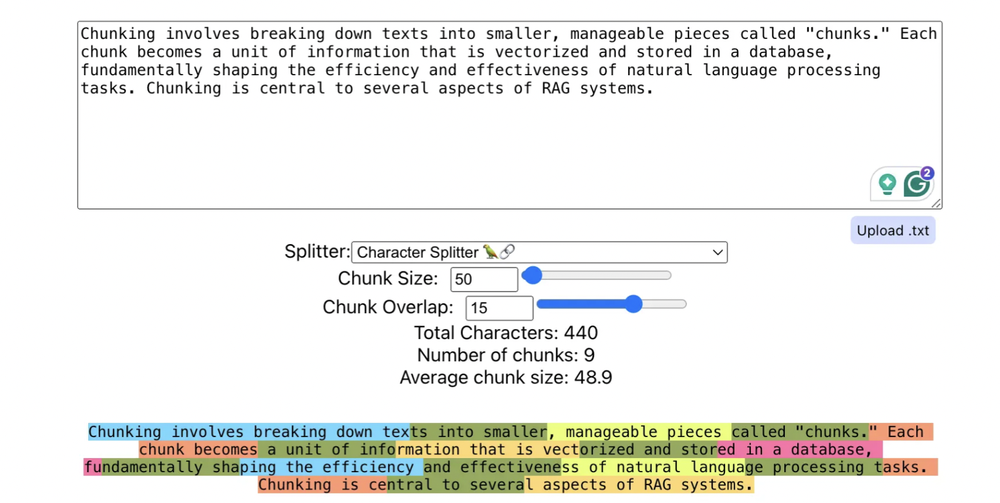 Chunking involves breaking down texts into smaller, manageable pieces called "chunks." Each
chunk becomes a unit of information that is vectorized and stored in a database,
fundamentally shaping the efficiency and effectiveness of natural language processing
tasks. Chunking is central to several aspects of RAG systems.
2
Upload .txt
Splitter: Character Splitter 🦜🔗
Chunk Size: 50
Chunk Overlap: 15
Total Characters: 440
Number of chunks: 9
Average chunk size: 48.9
Chunking involves breaking down texts into smaller, manageable pieces called "chunks." Each
chunk becomes a unit of information that is vectorized and stored in a database,
fundamentally shaping the efficiency and effectiveness of natural language processing tasks.
Chunking is central to several aspects of RAG systems.